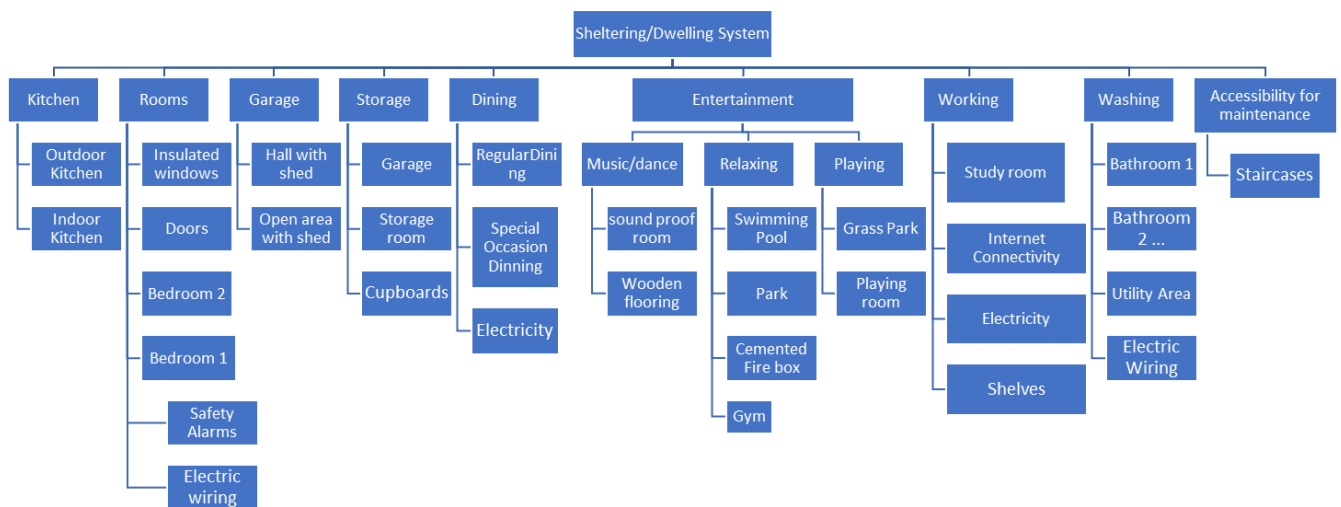 Sheltering/Dwelling System
Kitchen
Outdoor
Kitchen
Indoor
Kitchen
Rooms
Insulated
windows
Doors
Bedroom 2
Bedroom 1
Safety
Alarms
Electric
wiring
Garage
Hall with
shed
Open area
with shed
Storage
Garage
Storage
room
Cupboards
Dining
RegularDini
ng
Special
Occasion
Dinning
Electricity
Entertainment
Music/dance
sound proof
room
Wooden
flooring
Relaxing
Swimming
Pool
Park
Cemented
Fire box
Gym
Playing
Grass Park
Playing
room
Working
Study room
Internet
Connectivity
Electricity
Shelves
Washing
Bathroom 1
Bathroom
2 ...
Utility Area
Electric
Wiring
Accessibility for
maintenance
Staircases